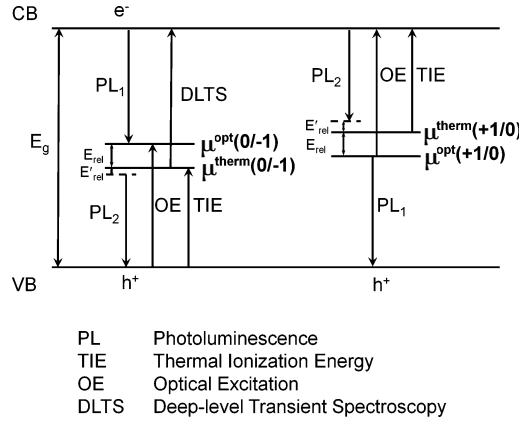 CB
e-
PL1
DLTS
PL2
OE
TIE
Eg
E'rel
Erel
μtherm(+1/0)
μopt(+1/0)
μopt(0/-1)
Erel
E'rel
μtherm(0/-1)
PL2
OE
TIE
PL1
VB
h+
h+
PL Photoluminescence
TIE Thermal Ionization Energy
OE Optical Excitation
DLTS Deep-level Transient Spectroscopy